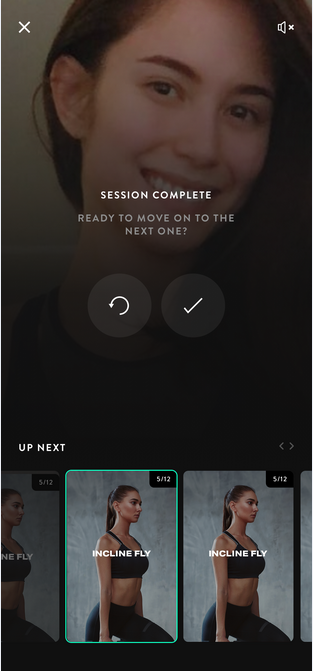 SESSION COMPLETE
READY TO MOVE ON TO THE
NEXT ONE?
UP NEXT
5/12
5/12
5/12
NE FLY
INCLINE FLY
INCLINE FLY